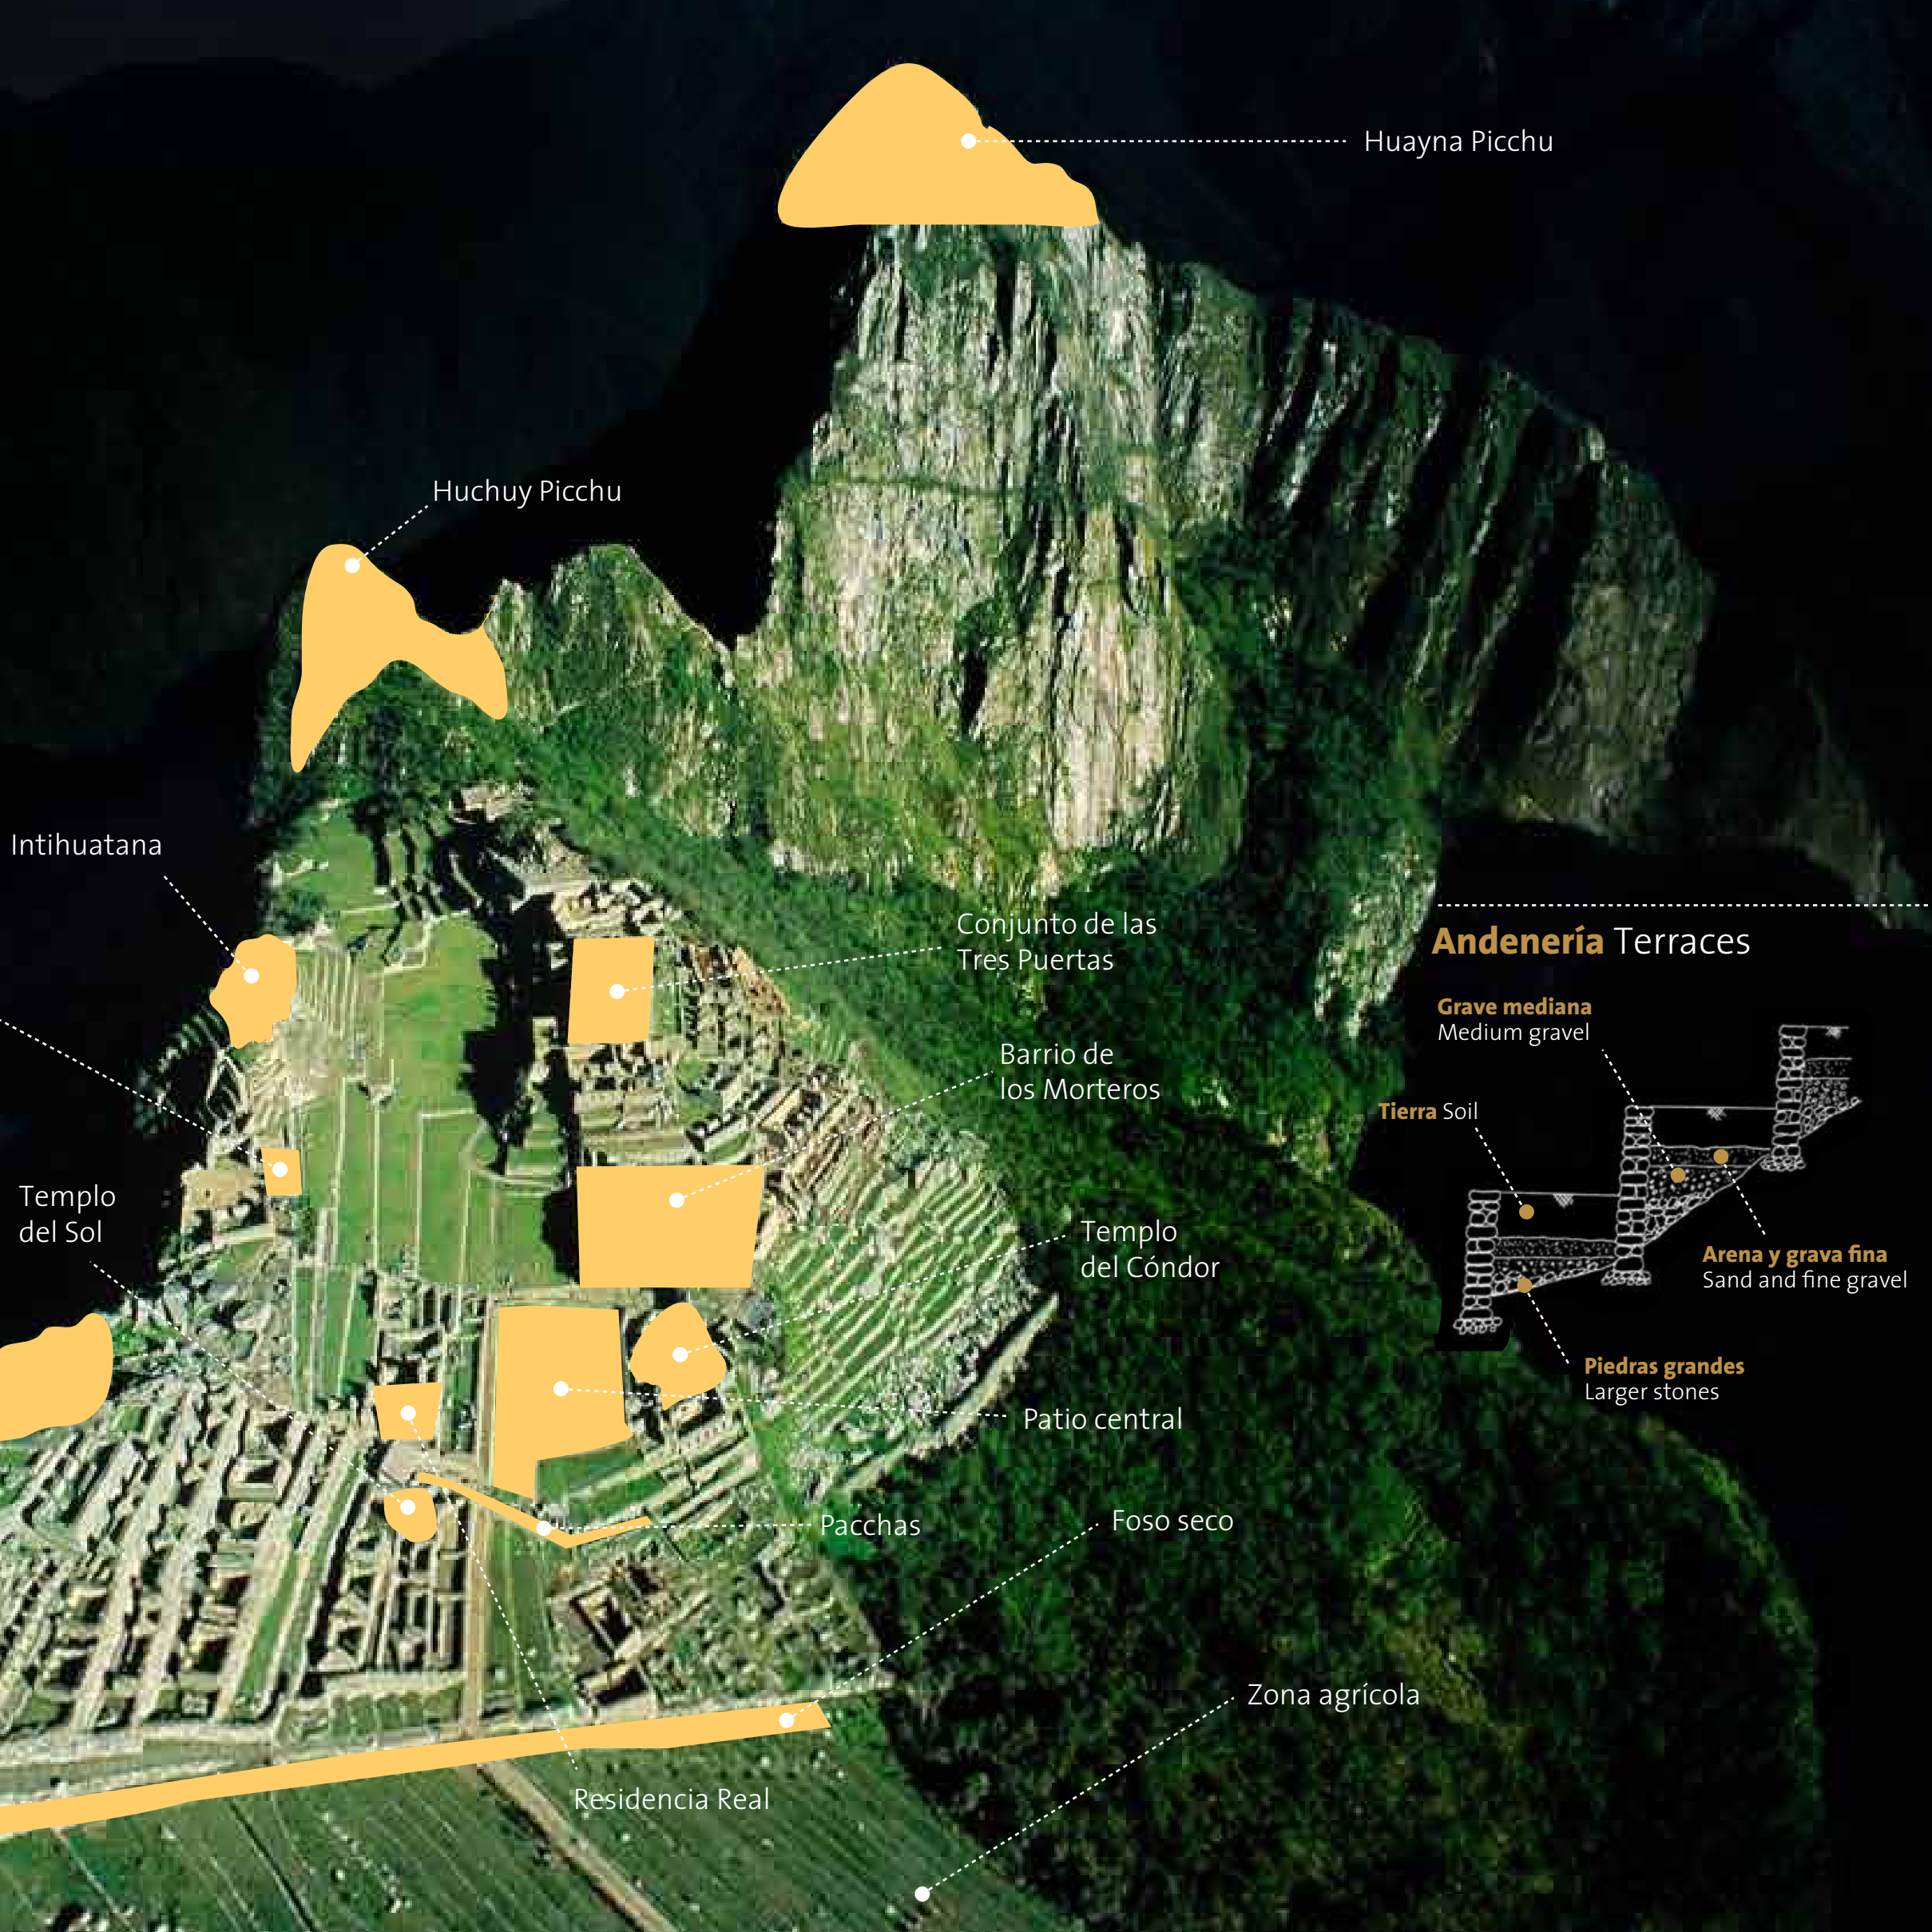 Huayna Picchu
Huchuy Picchu
Intihuatana
Conjunto de las
Tres Puertas
Barrio de
los Morteros
Templo
del Sol
Templo
del Cóndor
Patio central
Pacchas
Foso seco
Zona agrícola
Residencia Real
Andenería Terraces
Grave mediana
Medium gravel
Tierra Soil
Arena y grava fina
Sand and fine gravel
Piedras grandes
Larger stones